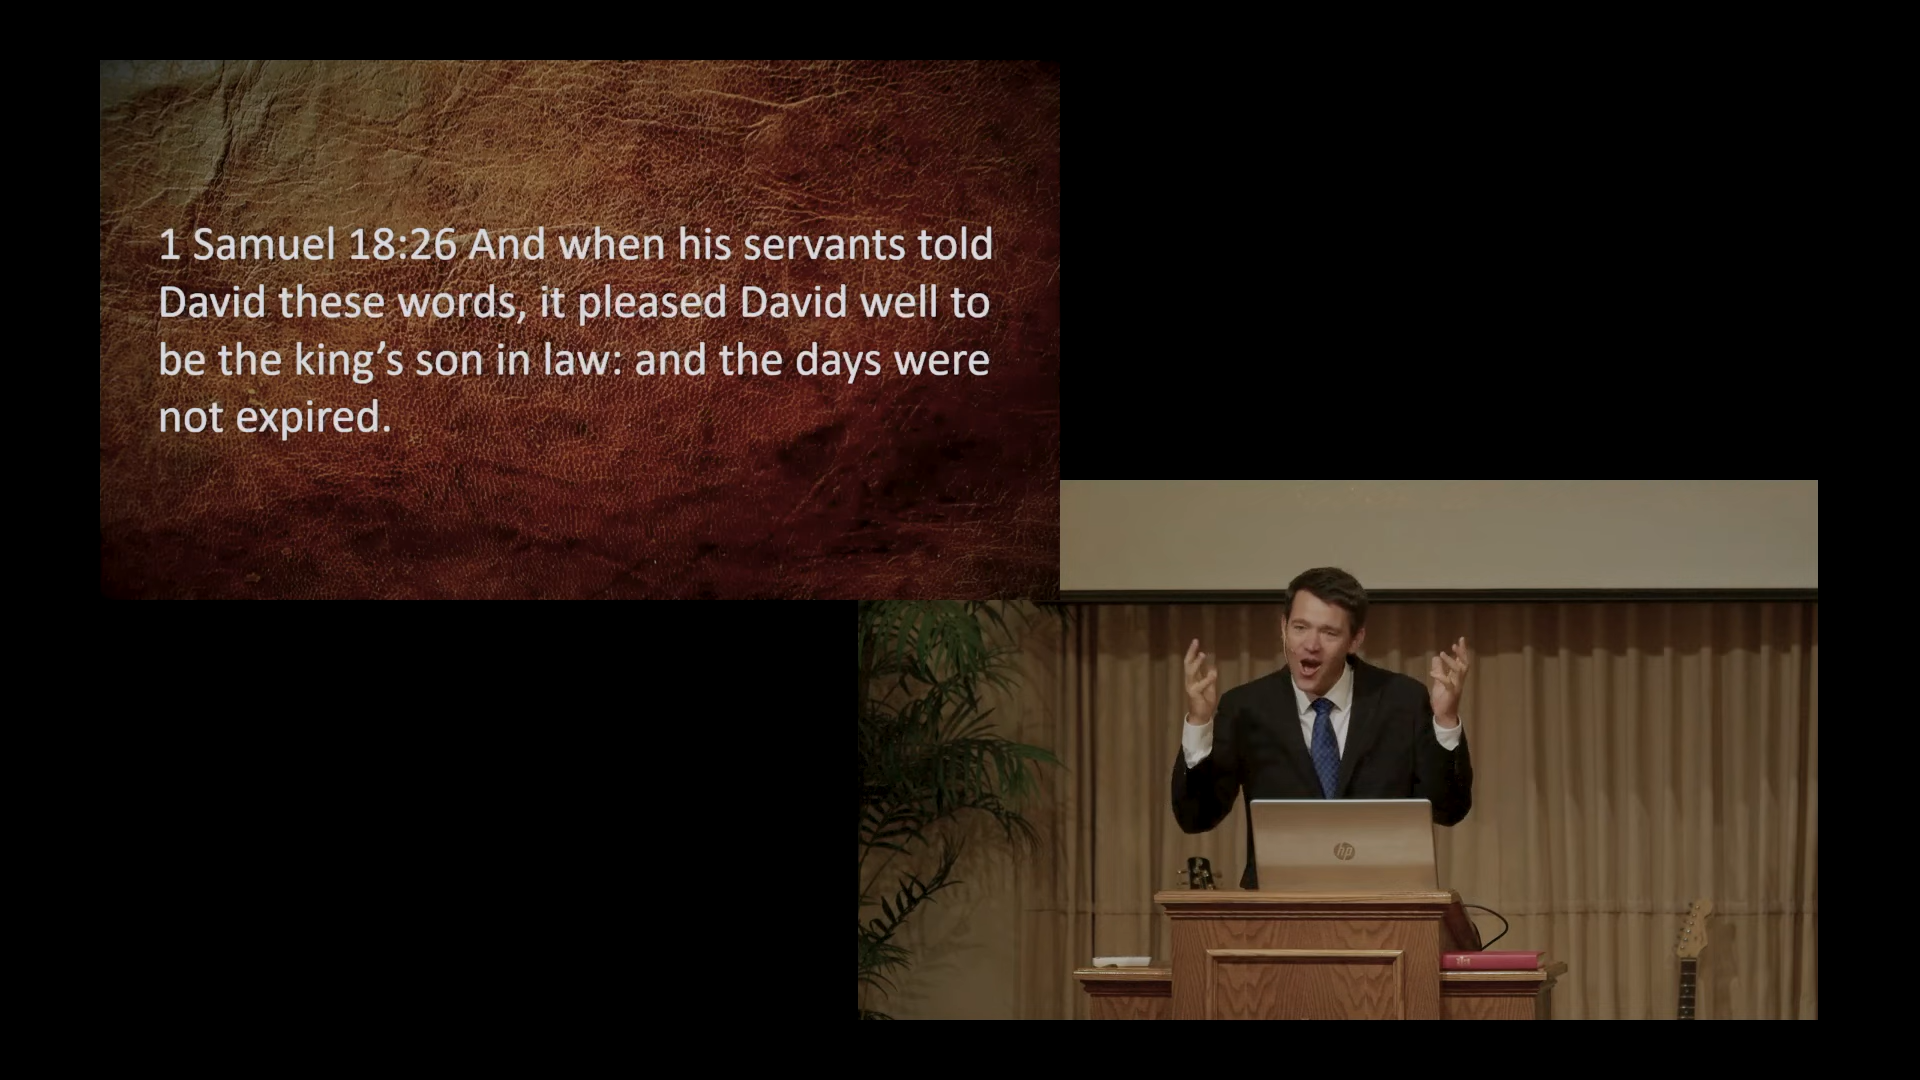 1 Samuel 18:26 And when his servants told
David these words, it pleased David well to
be the king’s son in law: and the days were
not expired.
hp